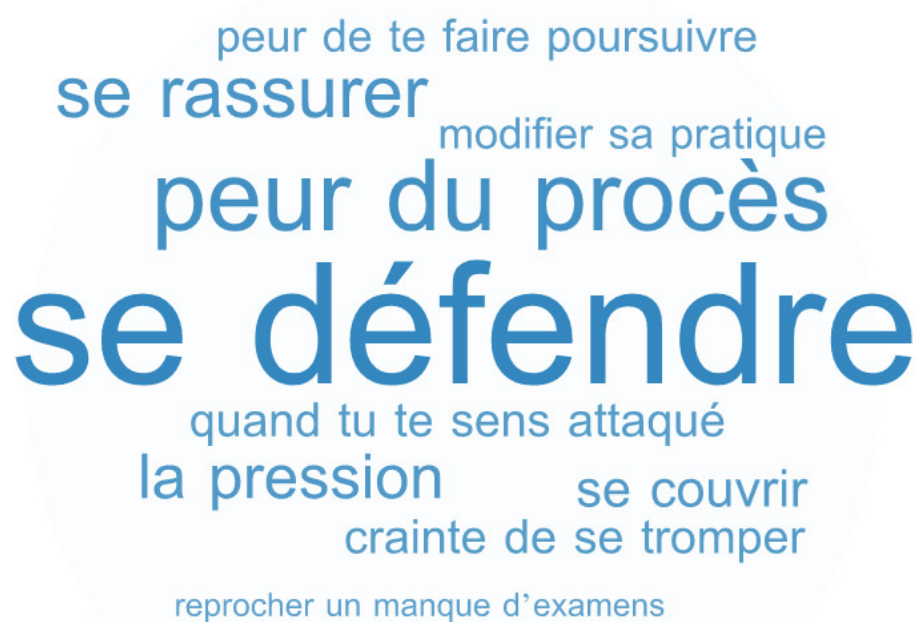 peur de te faire poursuivre
se rassurer
modifier sa pratique
peur du procès
se défendre
quand tu te sens attaqué
la pression
se couvrir
crainte de se tromper
reprocher un manque d’examens